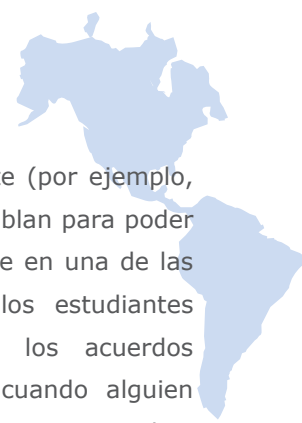 e (por ejemplo,
blan para poder
e en una de las
los estudiantes
los acuerdos
cuando alguien